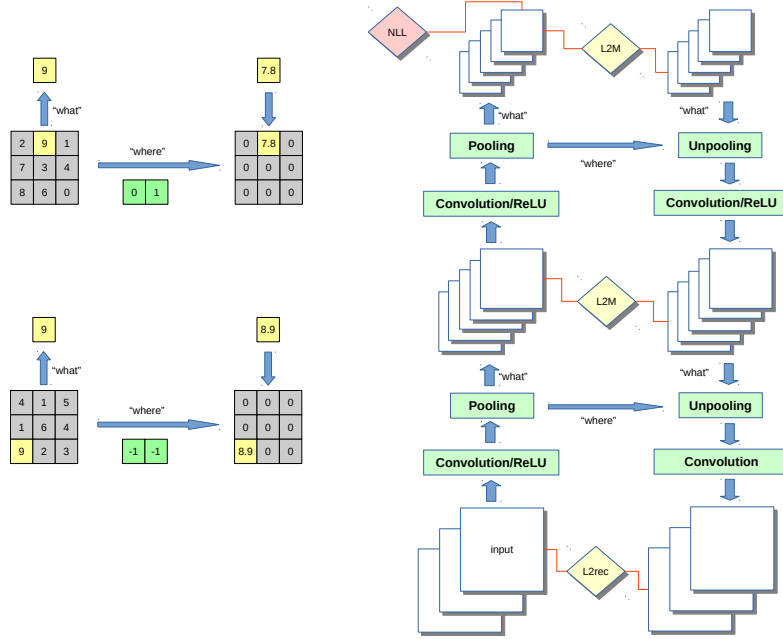 9
"what"
2 9 1
7 3 4
8 6 0
"where"
0 1
7.8
0 7.8 0
0 0 0
0 0 0
9
"what"
4 1 5
1 6 4
9 2 3
"where"
-1 -1
8.9
0 0 0
0 0 0
8.9 0 0
NLL
L2M
"what"
"what"
Pooling
"where"
Unpooling
Convolution/ReLU
Convolution/ReLU
L2M
"what"
"what"
Pooling
"where"
Unpooling
Convolution/ReLU
Convolution
input
L2rec